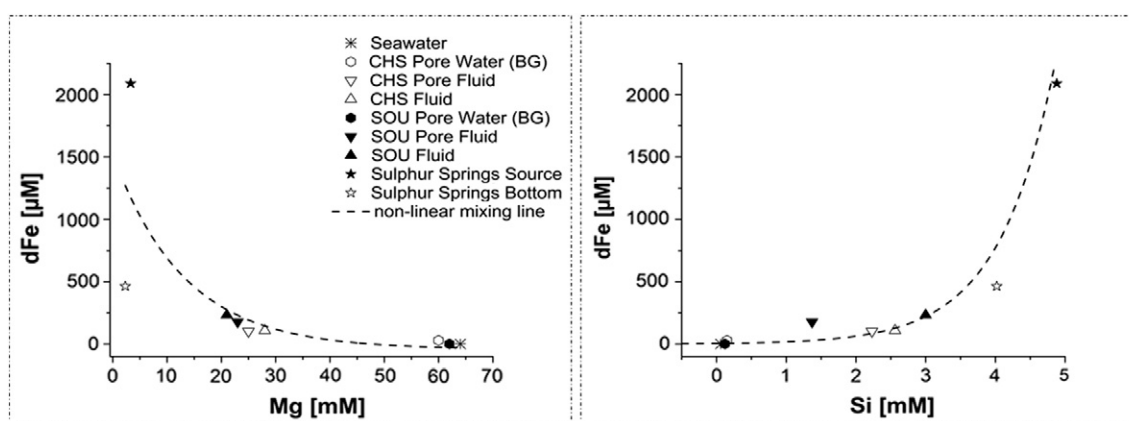 2000
1500
1000
500
0
dFe [µM]
0 10 20 30 40 50 60 70
Mg [mM]
Seawater
CHS Pore Water (BG)
CHS Pore Fluid
CHS Fluid
SOU Pore Water (BG)
SOU Pore Fluid
SOU Fluid
Sulphur Springs Source
Sulphur Springs Bottom
non-linear mixing line
2000
1500
1000
500
0
dFe [µM]
0 1 2 3 4 5
Si [mM]